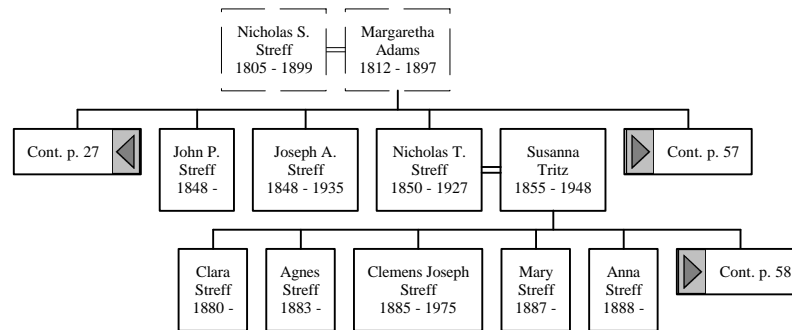 Nicholas S.
Streff
1805 - 1899
Margaretha
Adams
1812 - 1897
Cont. p. 27
John P.
Streff
1848 -
Joseph A.
Streff
1848 - 1935
Nicholas T.
Streff
1850 - 1927
Susanna
Tritz
1855 - 1948
Cont. p. 57
Clara
Streff
1880 -
Agnes
Streff
1883 -
Clemens Joseph
Streff
1885 - 1975
Mary
Streff
1887 -
Anna
Streff
1888 -
Cont. p. 58